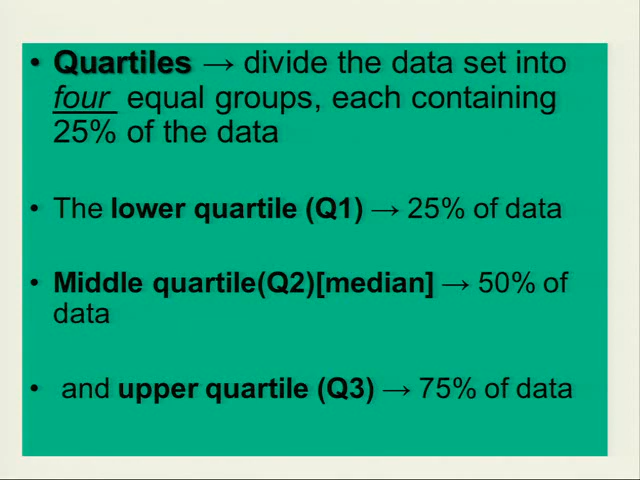 • Quartiles → divide the data set into
four equal groups, each containing
25% of the data
• The lower quartile (Q1) → 25% of data
• Middle quartile(Q2)[median] → 50% of
data
• and upper quartile (Q3) → 75% of data